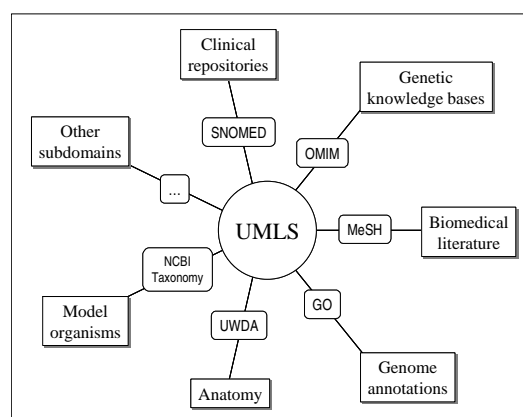 Clinical
repositories
Genetic
knowledge bases
SNOMED
Other
subdomains
OMIM
...
UMLS
MeSH
Biomedical
literature
NCBI
Taxonomy
Model
organisms
UWDA
GO
Anatomy
Genome
annotations